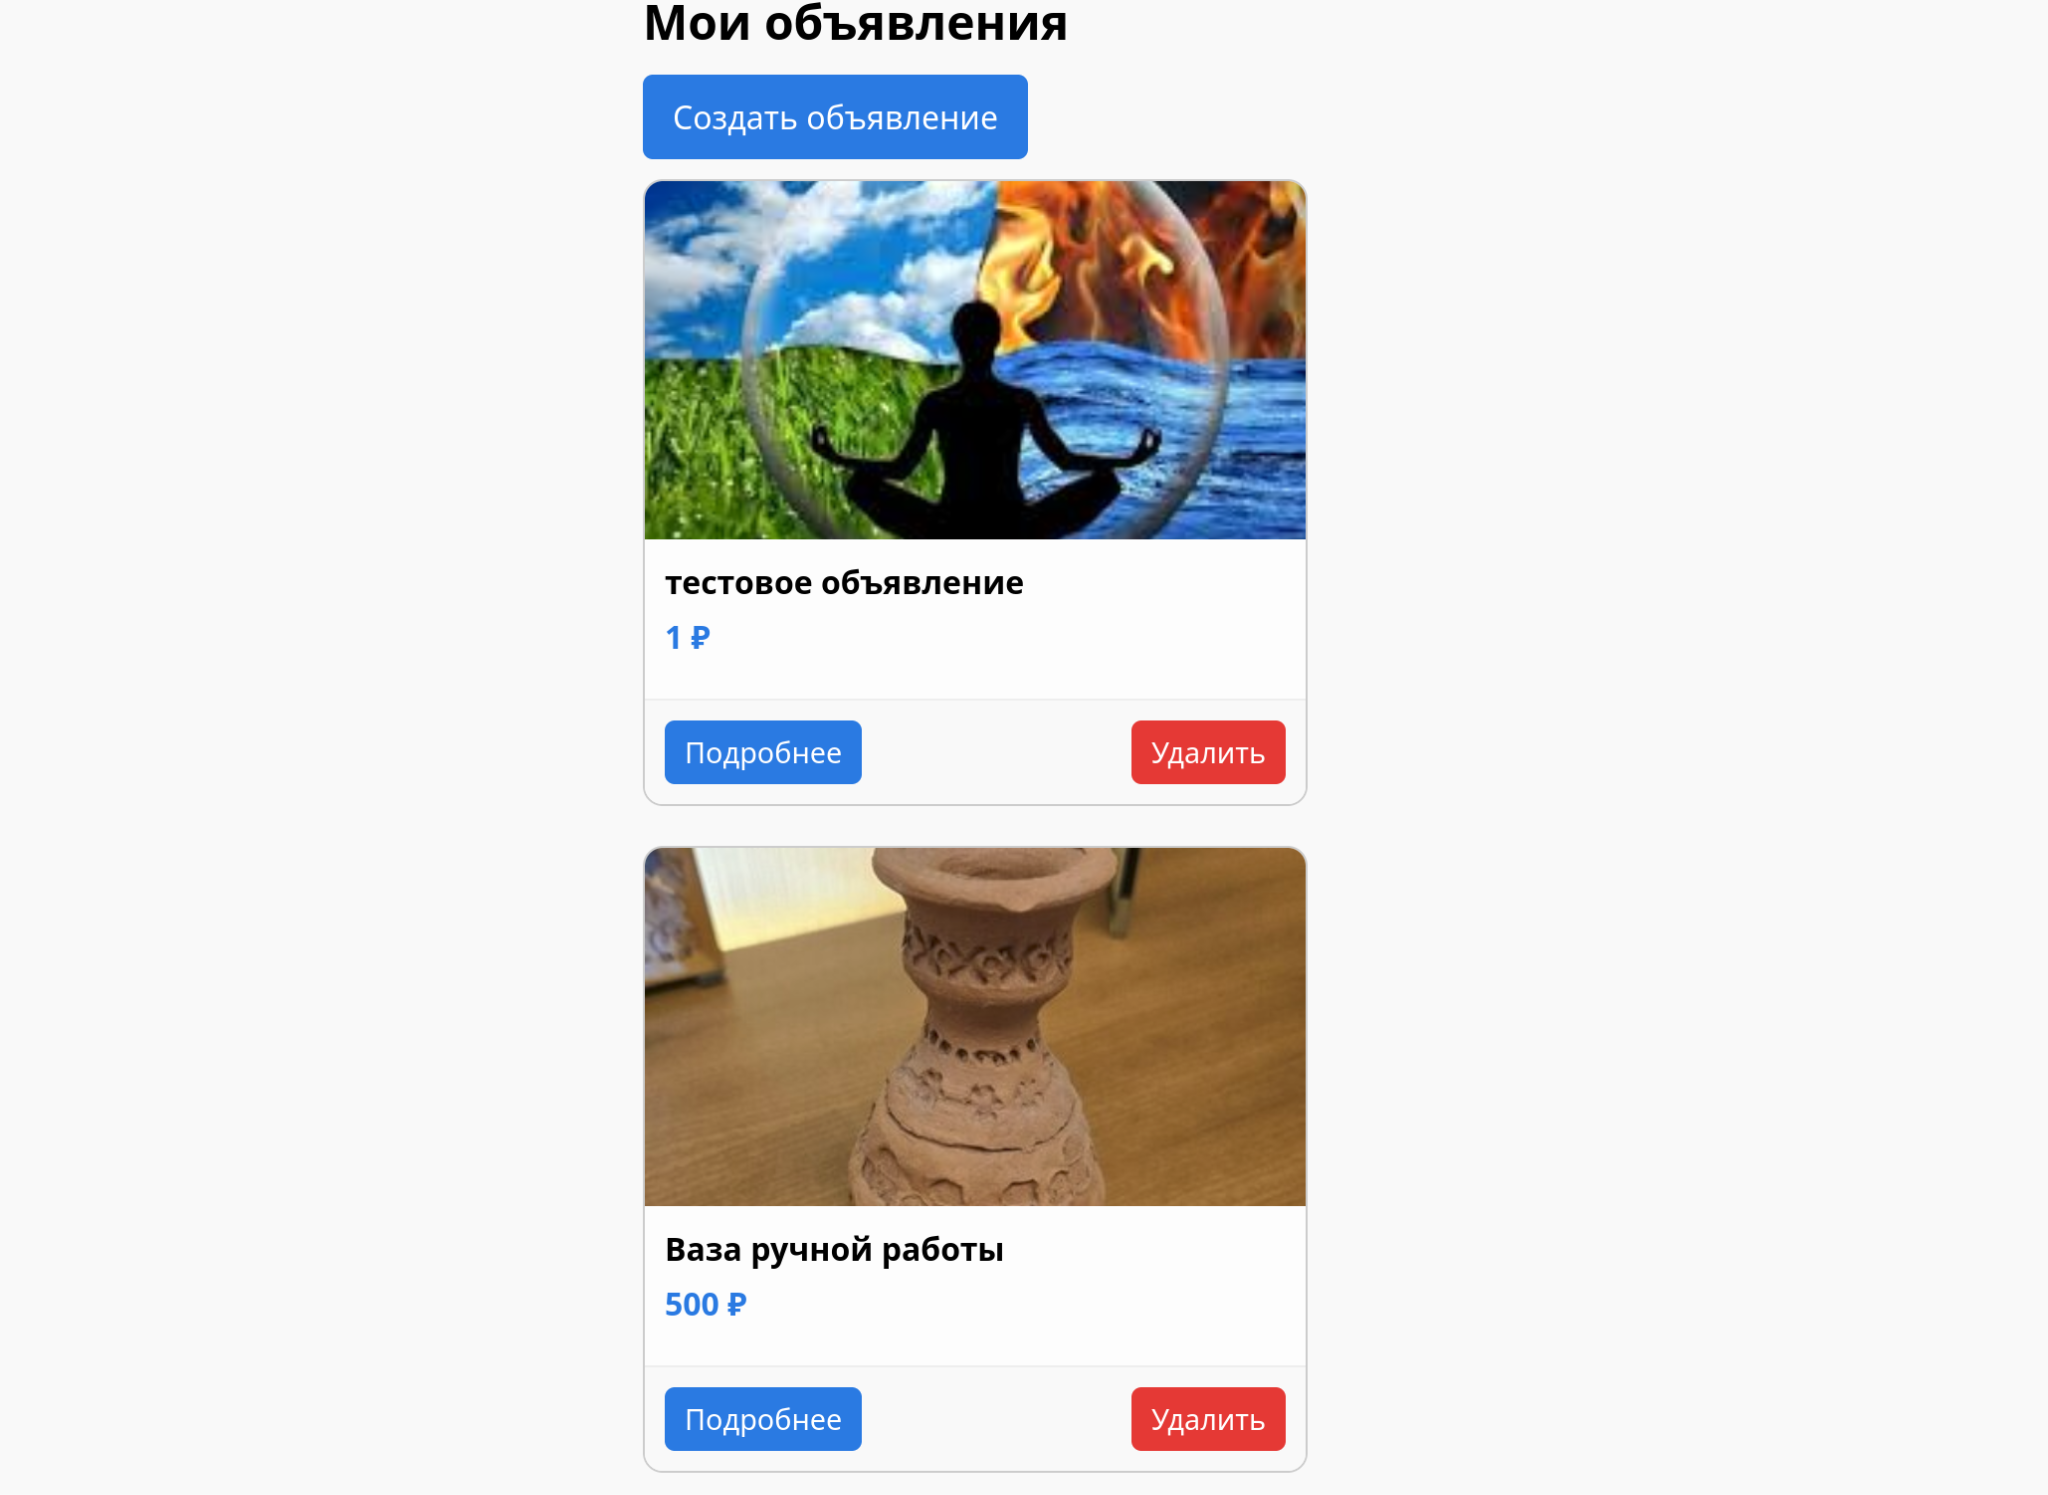 Мои объявления
Создать объявление
тестовое объявление
1 ₽
Подробнее
Удалить
Ваза ручной работы
500 ₽
Подробнее
Удалить